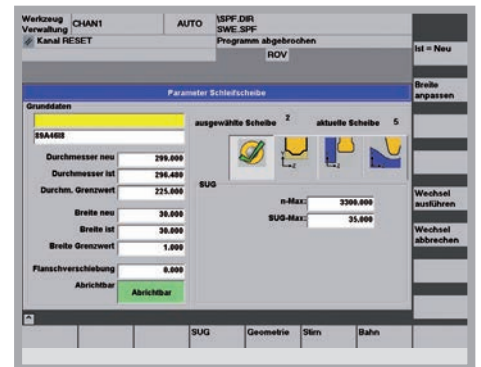 Werkzeug Verwaltung
CHAN1
AUTO
\SPF.DIR
SWE.SPF
Kanal RESET
Programm abgebrochen
ROV
Ist = Neu
Breite anpassen
Parameter Schleifscheibe
Grunddaten
ausgewählte Scheibe 2
aktuelle Scheibe 5
89A46I8
Durchmesser neu 299.000
Durchmesser ist 296.400
Durchm. Grenzwert 225.000
SUG
n-Max: 3300.000
SUG-Max: 35.000
Breite neu 30.000
Breite ist 30.000
Breite Grenzwert 1.000
Flanschverschiebung 0.000
Abrichtbar Abrichtbar
Wechsel ausführen
Wechsel abbrechen
SUG
Geometrie
Stirn
Bahn